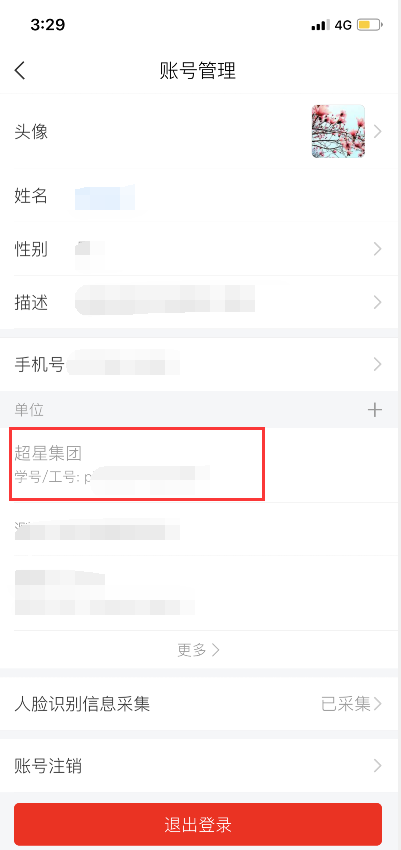 3:29
4G
账号管理
头像
姓名
性别
描述
手机号
单位
超星集团
学号/工号: p
更多
人脸识别信息采集
已采集
账号注销
退出登录